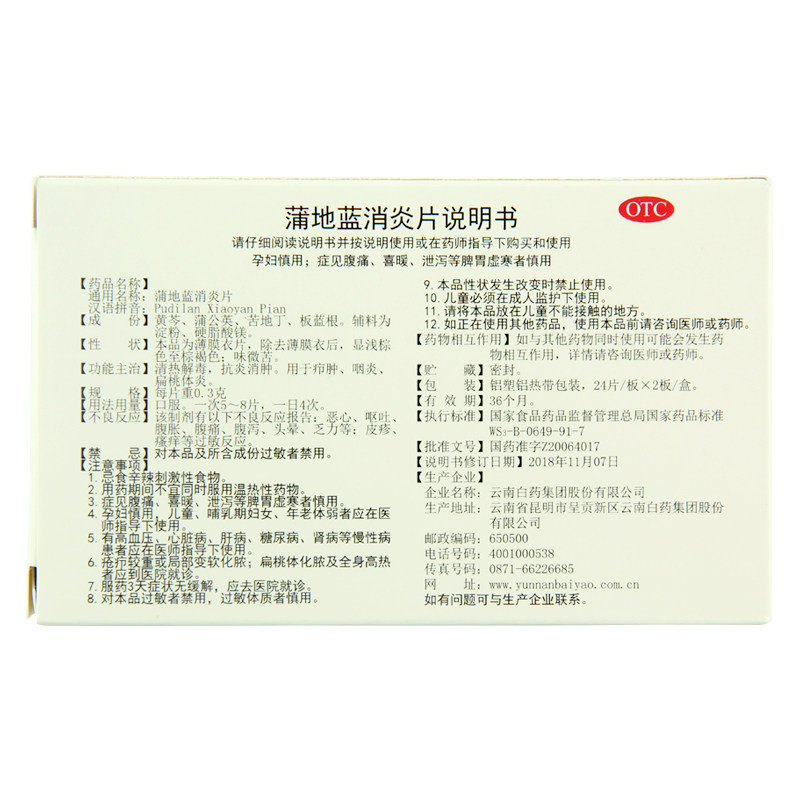 蒲地蓝消炎片说明书
OTC
请仔细阅读说明书并按说明使用或在药师指导下购买和使用
孕妇慎用；症见腹痛、喜暖、泄泻等脾胃虚寒者慎用
【药品名称】
通用名称：蒲地蓝消炎片
汉语拼音：Pudilan Xiaoyan Pian
【成　份】黄芩、蒲公英、苦地丁、板蓝根。辅料为
淀粉、硬脂酸镁。
【性　状】本品为薄膜衣片，除去薄膜衣后，显浅棕
色至棕褐色；味微苦。
【功能主治】清热解毒，抗炎消肿。用于疖肿、咽炎、
扁桃体炎。
【规　格】每片重0.3克
【用法用量】口服。一次5～8片，一日4次。
【不良反应】该制剂有以下不良反应报告：恶心、呕吐、
腹胀、腹痛、腹泻、头晕、乏力等；皮疹、
瘙痒等过敏反应。
【禁　忌】对本品及所含成份过敏者禁用。
【注意事项】
1. 忌食辛辣刺激性食物。
2. 用药期间不宜同时服用温热性药物。
3. 症见腹痛、喜暖、泄泻等脾胃虚寒者慎用。
4. 孕妇慎用，儿童、哺乳期妇女、年老体弱者应在医
师指导下使用。
5. 有高血压、心脏病、肝病、糖尿病、肾病等慢性病
患者应在医师指导下使用。
6. 疮疖较重或局部变软化脓；扁桃体化脓及全身高热
者应到医院就诊。
7. 服药3天症状无缓解，应去医院就诊。
8. 对本品过敏者禁用，过敏体质者慎用。
9. 本品性状发生改变时禁止使用。
10. 儿童必须在成人监护下使用。
11. 请将本品放在儿童不能接触的地方。
12. 如正在使用其他药品，使用本品前请咨询医师或药师。
【药物相互作用】如与其他药物同时使用可能会发生药
物相互作用，详情请咨询医师或药师。
【贮　藏】密封。
【包　装】铝塑铝热带包装，24片/板×2板/盒。
【有 效 期】36个月。
【执行标准】国家食品药品监督管理总局国家药品标准
WS₃-B-0649-91-7
【批准文号】国药准字Z20064017
【说明书修订日期】2018年11月07日
【生产企业】
企业名称：云南白药集团股份有限公司
生产地址：云南省昆明市呈贡新区云南白药集团股份
有限公司
邮政编码：650500
电话号码：4001000538
传真号码：0871-66226685
网　址：www.yunnanbaiyao.com.cn
如有问题可与生产企业联系。